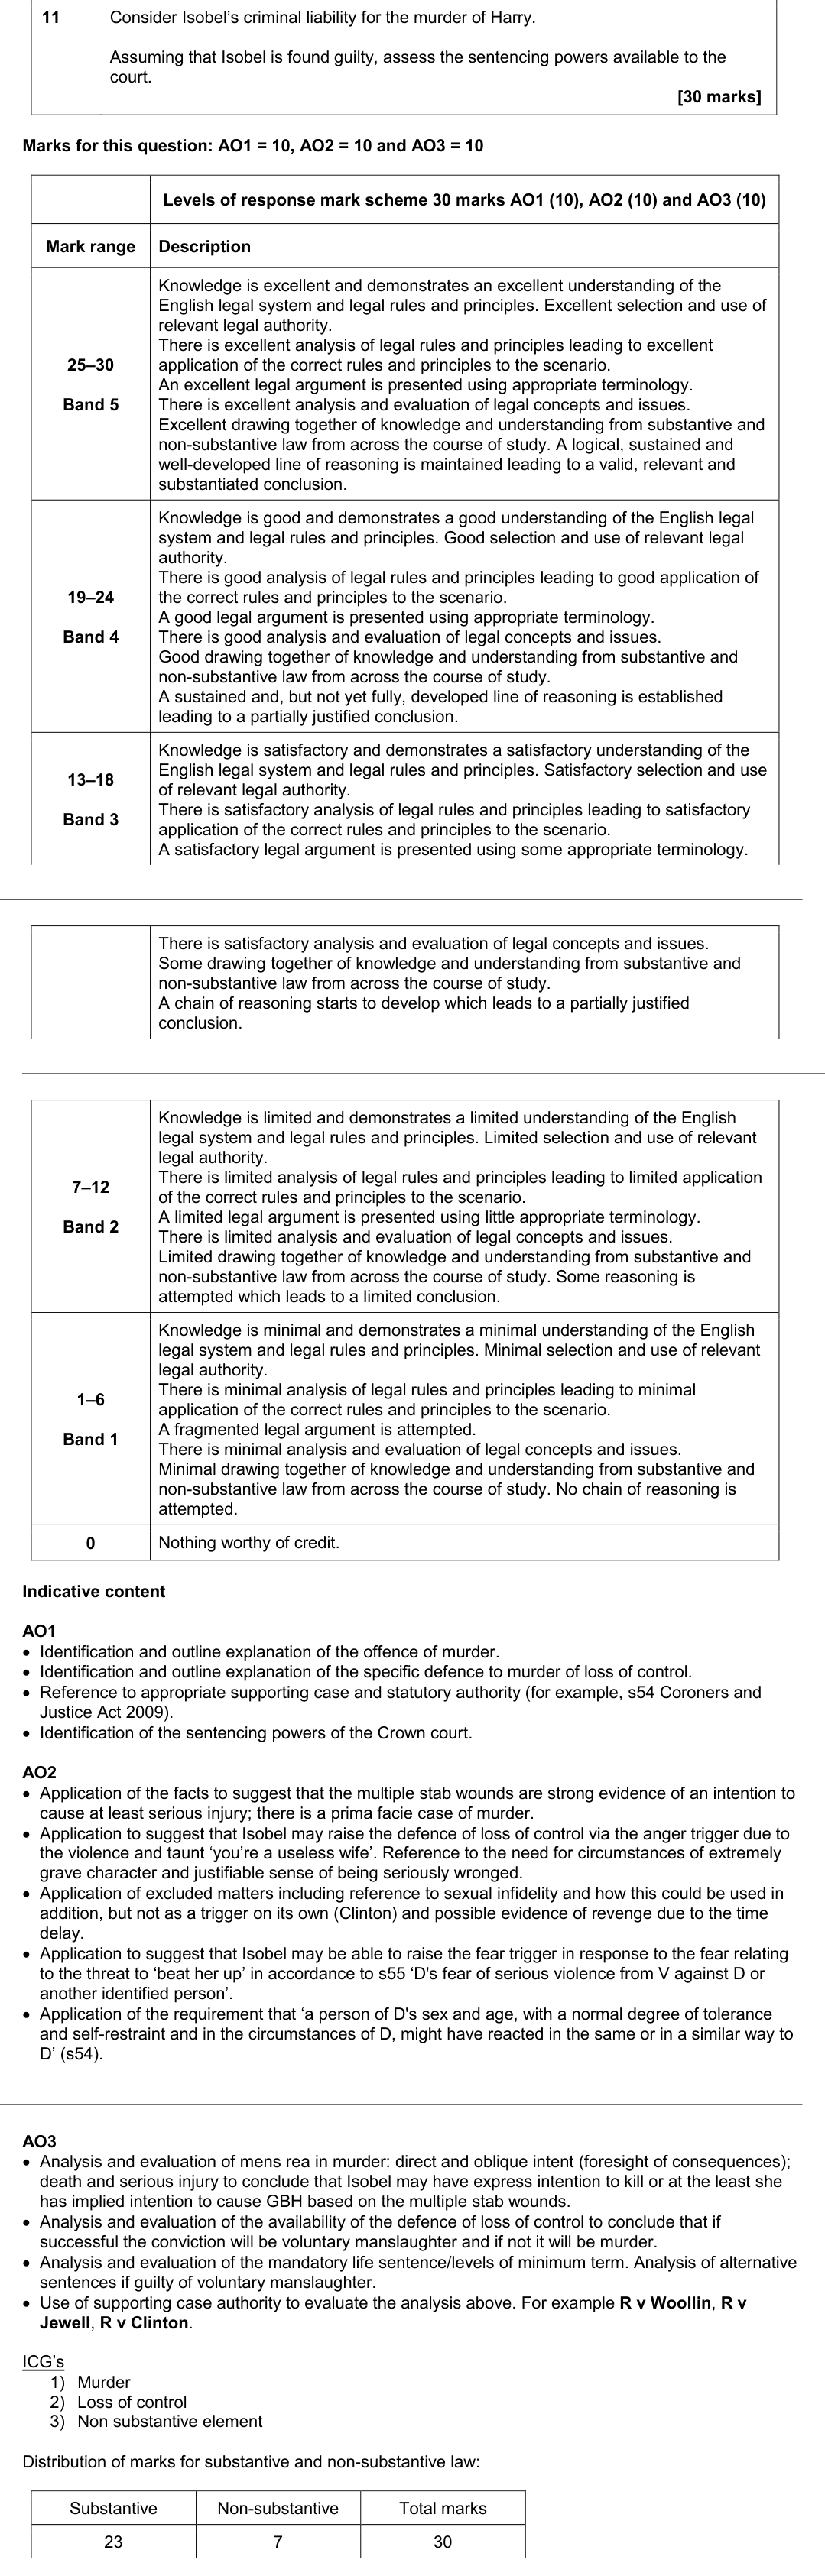 11 Consider Isobel's criminal liability for the murder of Harry.
Assuming that Isobel is found guilty, assess the sentencing powers available to the
court.
[30 marks]
Marks for this question: AO1 = 10, AO2 = 10 and AO3 = 10
Levels of response mark scheme 30 marks AO1 (10), AO2 (10) and AO3 (10)
Mark range Description
25–30
Band 5
Knowledge is excellent and demonstrates an excellent understanding of the
English legal system and legal rules and principles. Excellent selection and use of
relevant legal authority.
There is excellent analysis of legal rules and principles leading to excellent
application of the correct rules and principles to the scenario.
An excellent legal argument is presented using appropriate terminology.
There is excellent analysis and evaluation of legal concepts and issues.
Excellent drawing together of knowledge and understanding from substantive and
non-substantive law from across the course of study. A logical, sustained and
well-developed line of reasoning is maintained leading to a valid, relevant and
substantiated conclusion.
19–24
Band 4
Knowledge is good and demonstrates a good understanding of the English legal
system and legal rules and principles. Good selection and use of relevant legal
authority.
There is good analysis of legal rules and principles leading to good application of
the correct rules and principles to the scenario.
A good legal argument is presented using appropriate terminology.
There is good analysis and evaluation of legal concepts and issues.
Good drawing together of knowledge and understanding from substantive and
non-substantive law from across the course of study.
A sustained and, but not yet fully, developed line of reasoning is established
leading to a partially justified conclusion.
13–18
Band 3
Knowledge is satisfactory and demonstrates a satisfactory understanding of the
English legal system and legal rules and principles. Satisfactory selection and use
of relevant legal authority.
There is satisfactory analysis of legal rules and principles leading to satisfactory
application of the correct rules and principles to the scenario.
A satisfactory legal argument is presented using some appropriate terminology.
There is satisfactory analysis and evaluation of legal concepts and issues.
Some drawing together of knowledge and understanding from substantive and
non-substantive law from across the course of study.
A chain of reasoning starts to develop which leads to a partially justified
conclusion.
7–12
Band 2
Knowledge is limited and demonstrates a limited understanding of the English
legal system and legal rules and principles. Limited selection and use of relevant
legal authority.
There is limited analysis of legal rules and principles leading to limited application
of the correct rules and principles to the scenario.
A limited legal argument is presented using little appropriate terminology.
There is limited analysis and evaluation of legal concepts and issues.
Limited drawing together of knowledge and understanding from substantive and
non-substantive law from across the course of study. Some reasoning is
attempted which leads to a limited conclusion.
1–6
Band 1
Knowledge is minimal and demonstrates a minimal understanding of the English
legal system and legal rules and principles. Minimal selection and use of relevant
legal authority.
There is minimal analysis of legal rules and principles leading to minimal
application of the correct rules and principles to the scenario.
A fragmented legal argument is attempted.
There is minimal analysis and evaluation of legal concepts and issues.
Minimal drawing together of knowledge and understanding from substantive and
non-substantive law from across the course of study. No chain of reasoning is
attempted.
0 Nothing worthy of credit.
Indicative content
AO1
• Identification and outline explanation of the offence of murder.
• Identification and outline explanation of the specific defence to murder of loss of control.
• Reference to appropriate supporting case and statutory authority (for example, s54 Coroners and
Justice Act 2009).
• Identification of the sentencing powers of the Crown court.
AO2
• Application of the facts to suggest that the multiple stab wounds are strong evidence of an intention to
cause at least serious injury; there is a prima facie case of murder.
• Application to suggest that Isobel may raise the defence of loss of control via the anger trigger due to
the violence and taunt 'you're a useless wife'. Reference to the need for circumstances of extremely
grave character and justifiable sense of being seriously wronged.
• Application of excluded matters including reference to sexual infidelity and how this could be used in
addition, but not as a trigger on its own (Clinton) and possible evidence of revenge due to the time
delay.
• Application to suggest that Isobel may be able to raise the fear trigger in response to the fear relating
to the threat to 'beat her up' in accordance to s55 'D's fear of serious violence from V against D or
another identified person'.
• Application of the requirement that 'a person of D's sex and age, with a normal degree of tolerance
and self-restraint and in the circumstances of D, might have reacted in the same or in a similar way to
D' (s54).
AO3
• Analysis and evaluation of mens rea in murder: direct and oblique intent (foresight of consequences);
death and serious injury to conclude that Isobel may have express intention to kill or at the least she
has implied intention to cause GBH based on the multiple stab wounds.
• Analysis and evaluation of the availability of the defence of loss of control to conclude that if
successful the conviction will be voluntary manslaughter and if not it will be murder.
• Analysis and evaluation of the mandatory life sentence/levels of minimum term. Analysis of alternative
sentences if guilty of voluntary manslaughter.
• Use of supporting case authority to evaluate the analysis above. For example R v Woollin, R v
Jewell, R v Clinton.
ICG's
1) Murder
2) Loss of control
3) Non substantive element
Distribution of marks for substantive and non-substantive law:
Substantive Non-substantive Total marks
23 7 30